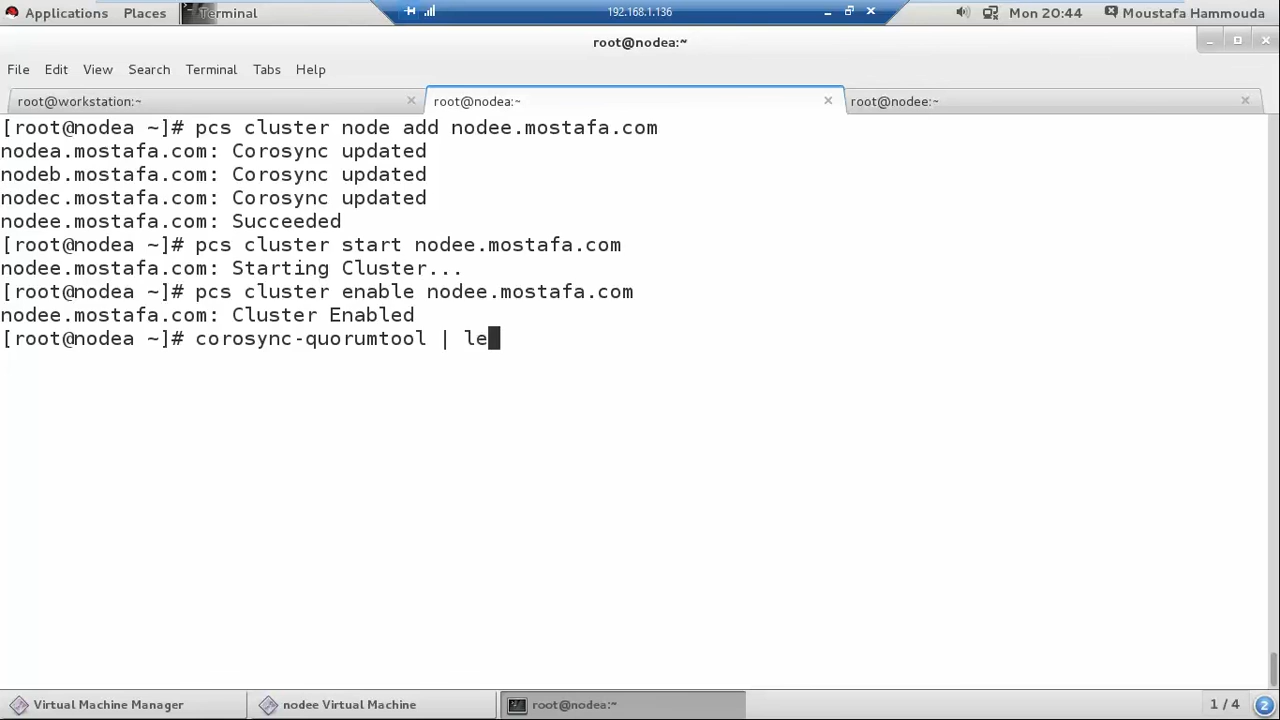 Applications Places Terminal 192.168.1.136 Mon 20:44 Moustafa Hammouda
root@nodea:~
File Edit View Search Terminal Tabs Help
root@workstation:~ root@nodea:~ root@nodee:~
[root@nodea ~]# pcs cluster node add nodee.mostafa.com
nodea.mostafa.com: Corosync updated
nodeb.mostafa.com: Corosync updated
nodec.mostafa.com: Corosync updated
nodee.mostafa.com: Succeeded
[root@nodea ~]# pcs cluster start nodee.mostafa.com
nodee.mostafa.com: Starting Cluster...
[root@nodea ~]# pcs cluster enable nodee.mostafa.com
nodee.mostafa.com: Cluster Enabled
[root@nodea ~]# corosync-quorumtool | le
Virtual Machine Manager nodee Virtual Machine root@nodea:~ 1 / 4 2